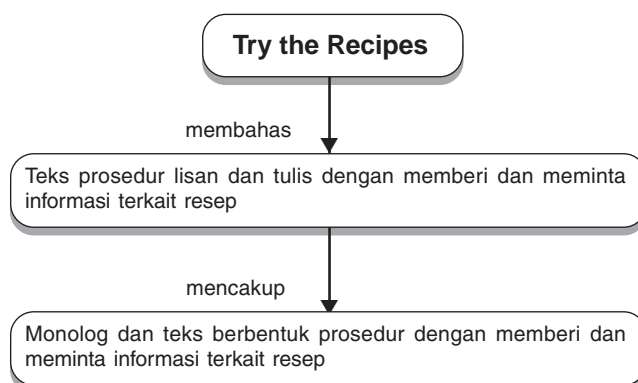 Try the Recipes
membahas
Teks prosedur lisan dan tulis dengan memberi dan meminta
informasi terkait resep
mencakup
Monolog dan teks berbentuk prosedur dengan memberi dan
meminta informasi terkait resep